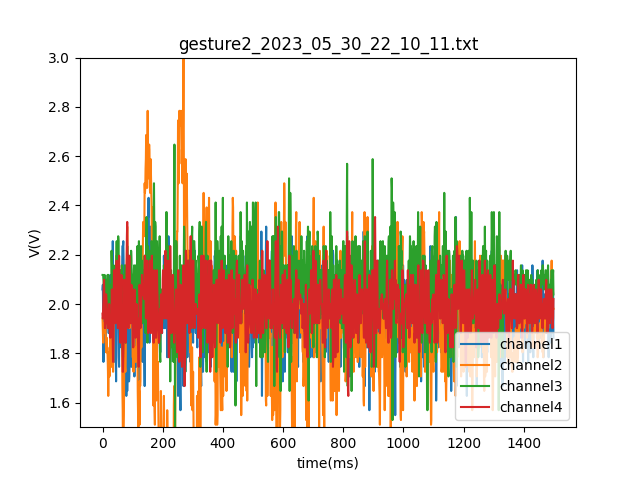 gesture2_2023_05_30_22_10_11.txt
3.0
2.8
2.6
2.4
2.2
2.0
1.8
1.6
V(V)
channel1
channel2
channel3
channel4
0 200 400 600 800 1000 1200 1400
time(ms)